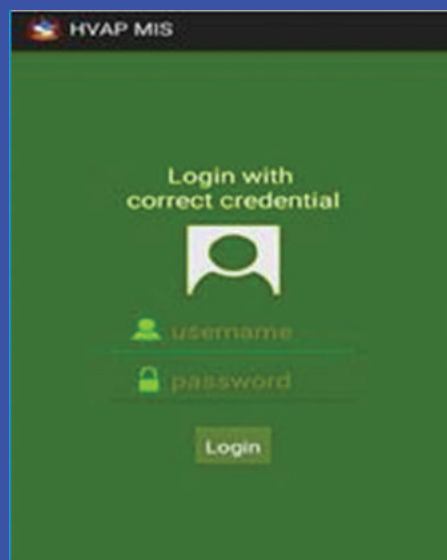 HVAP MIS
Login with
correct credential
username
password
Login